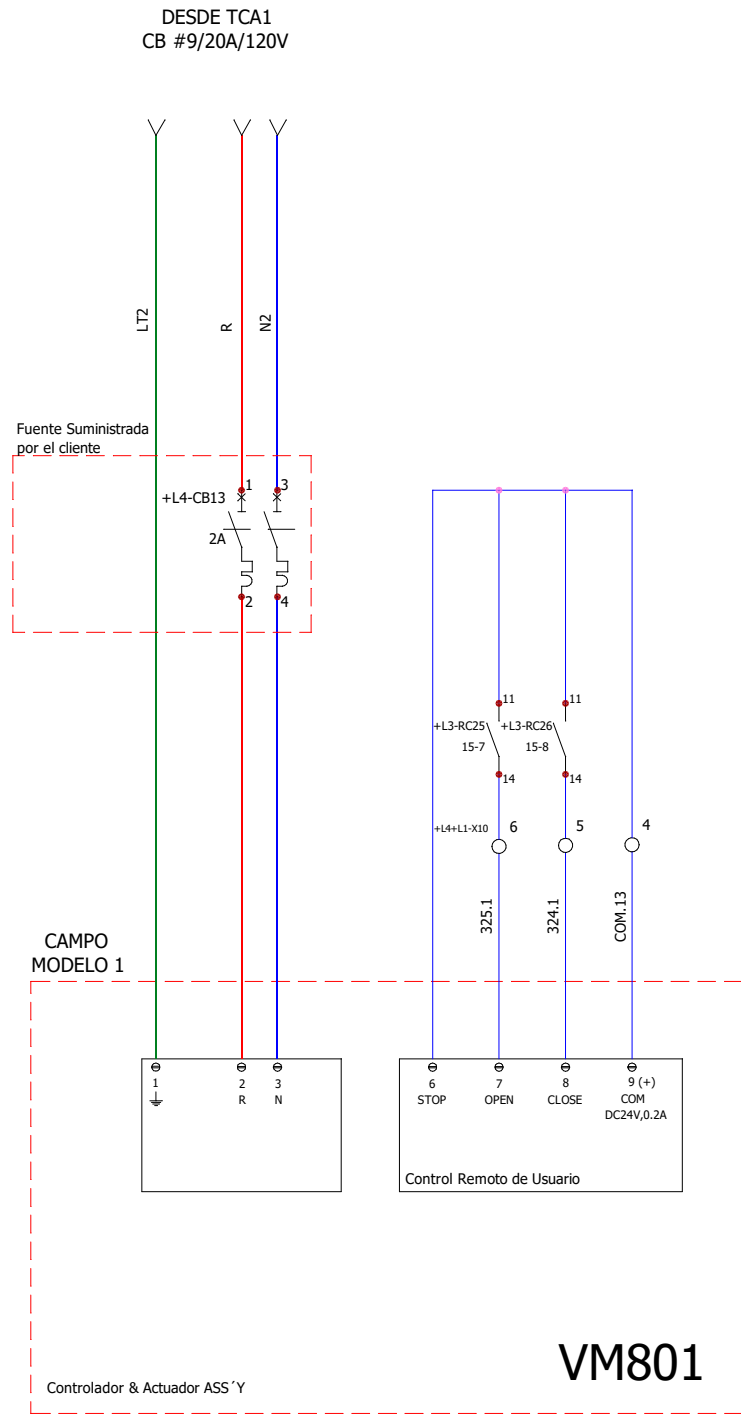 DESDE TCA1
CB #9/20A/120V
LT2
R
N2
Fuente Suministrada
por el cliente
+L4-CB13
1
3
2A
2
4
11
11
+L3-RC25
+L3-RC26
15-7
15-8
14
14
+L4+L1-X10
6
5
4
325.1
324.1
COM.13
CAMPO
MODELO 1
1
2
3
R
N
6
7
8
9 (+)
STOP
OPEN
CLOSE
COM
DC24V,0.2A
Control Remoto de Usuario
VM801
Controlador & Actuador ASS´Y